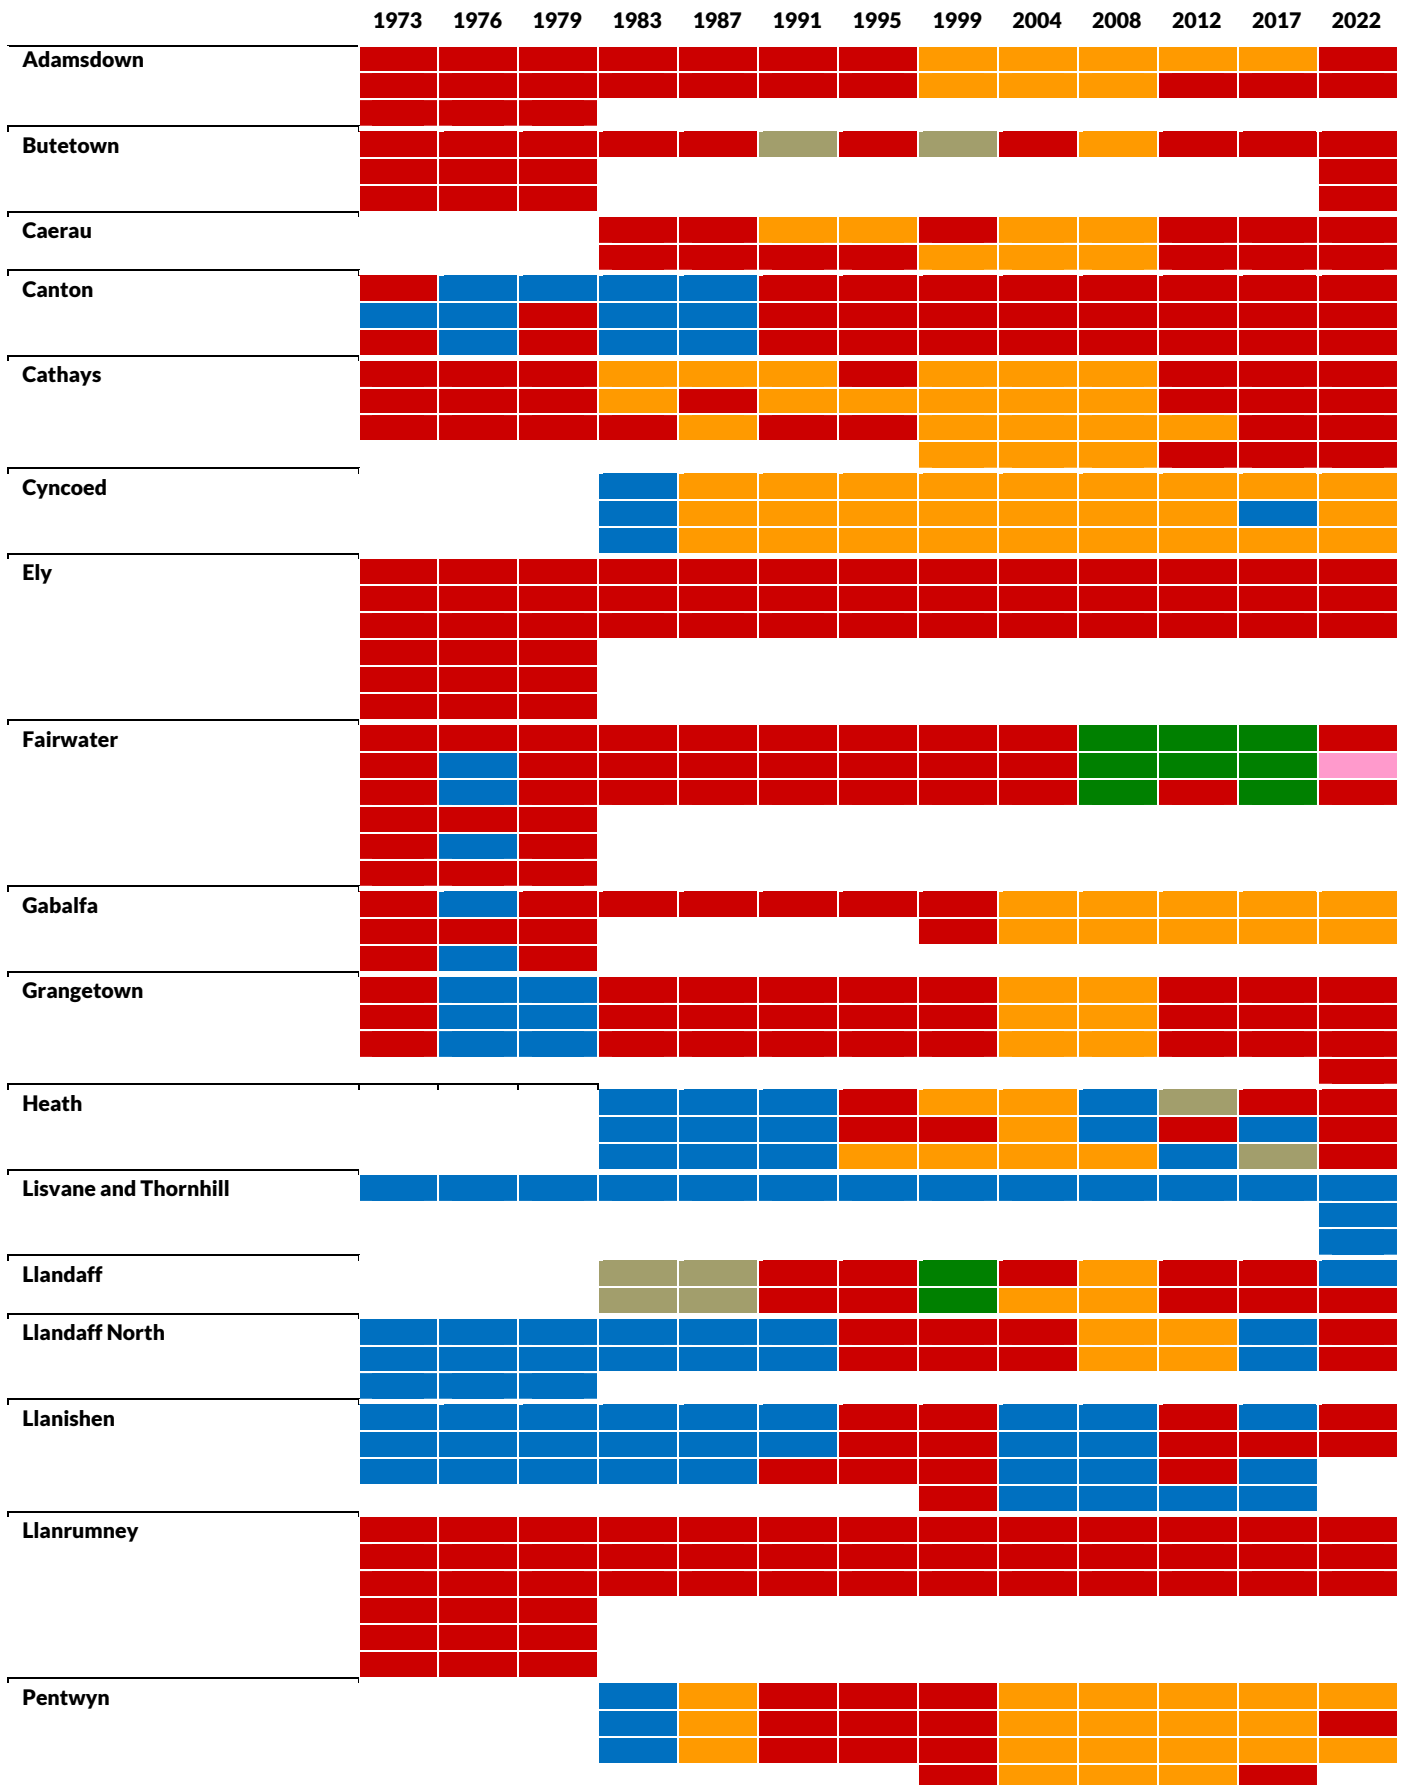 1973 1976 1979 1983 1987 1991 1995 1999 2004 2008 2012 2017 2022
Adamsdown
Butetown
Caerau
Canton
Cathays
Cyncoed
Ely
Fairwater
Gabalfa
Grangetown
Heath
Lisvane and Thornhill
Llandaff
Llandaff North
Llanishen
Llanrumney
Pentwyn